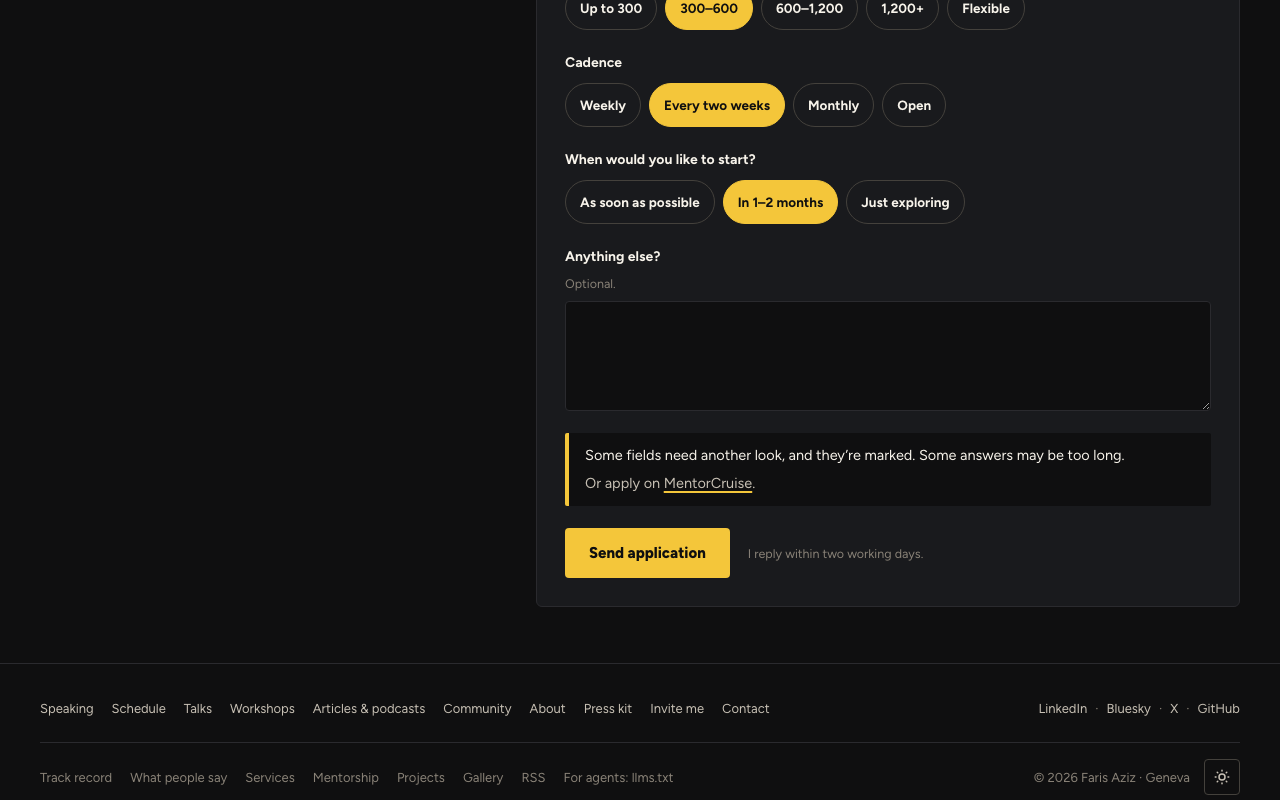 Up to 300 300–600 600–1,200 1,200+ Flexible
Cadence
Weekly Every two weeks Monthly Open
When would you like to start?
As soon as possible In 1–2 months Just exploring
Anything else?
Optional.
Some fields need another look, and they’re marked. Some answers may be too long.
Or apply on MentorCruise.
Send application I reply within two working days.
Speaking Schedule Talks Workshops Articles & podcasts Community About Press kit Invite me Contact LinkedIn · Bluesky · X · GitHub
Track record What people say Services Mentorship Projects Gallery RSS For agents: llms.txt © 2026 Faris Aziz · Geneva